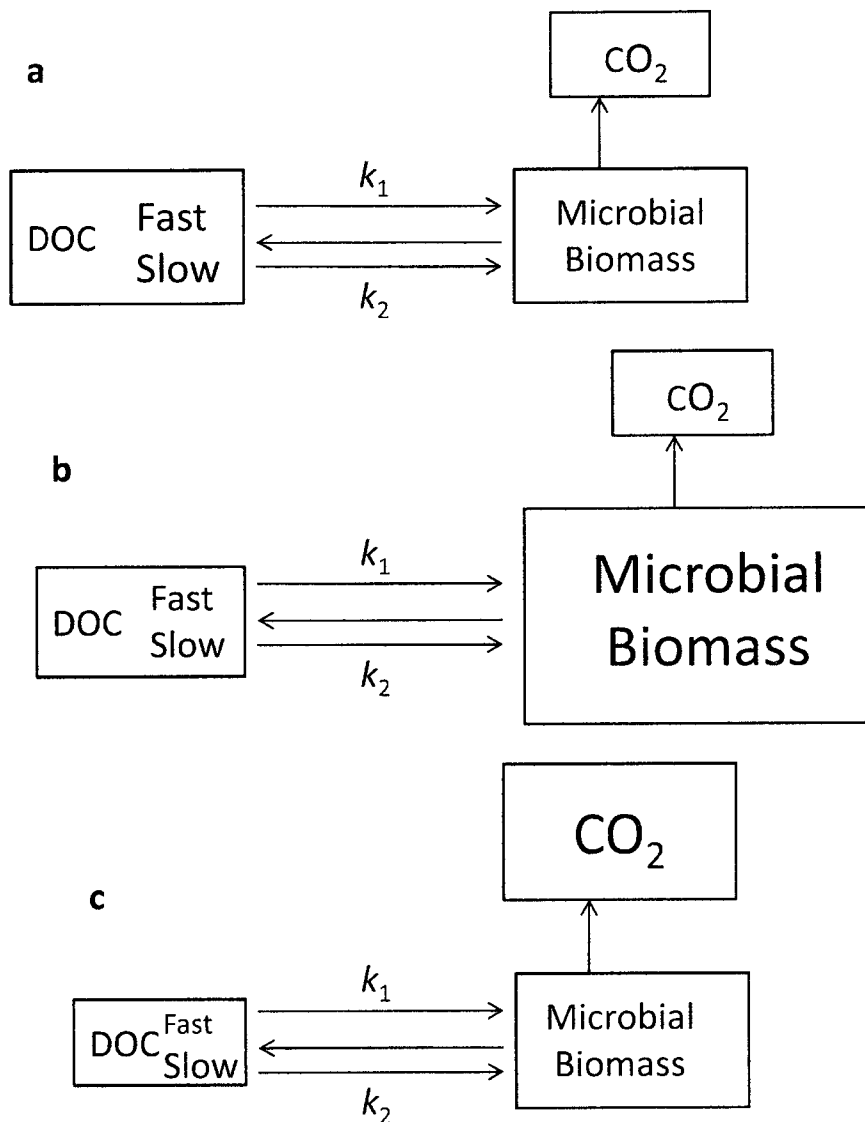 a
CO₂
k₁
DOC Fast
Slow
Microbial
Biomass
k₂
b
CO₂
k₁
DOC Fast
Slow
Microbial
Biomass
k₂
c
CO₂
k₁
DOC Fast
Slow
Microbial
Biomass
k₂